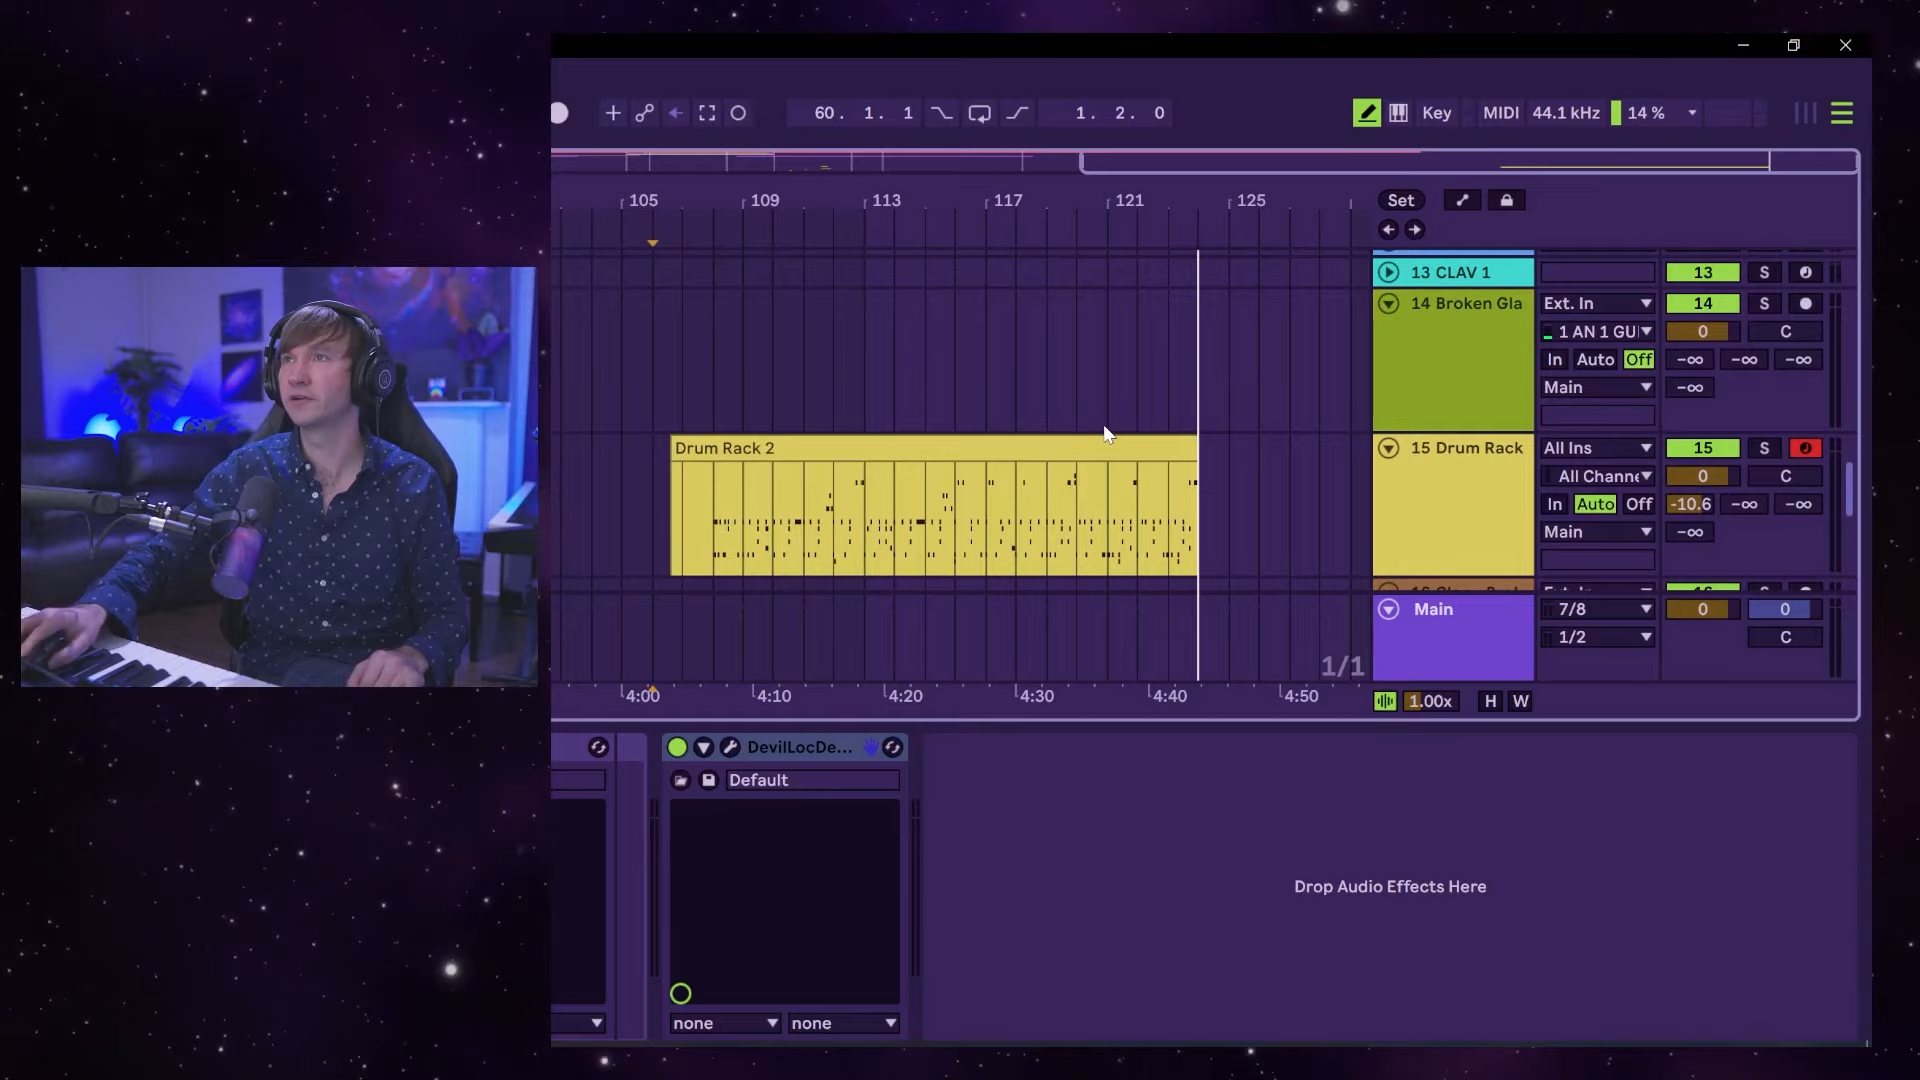 60. 1. 1
1. 2. 0
Key
MIDI
44.1 kHz
14 %
105
109
113
117
121
125
Set
13 CLAV 1
13
S
14 Broken Gla
Ext. In
14
S
1 AN 1 GU
0
C
In
Auto
Off
-∞
-∞
-∞
Main
-∞
Drum Rack 2
15 Drum Rack
All Ins
15
S
All Channe
0
C
In
Auto
Off
-10.6
-∞
-∞
Main
-∞
Main
7/8
0
0
1/2
C
1/1
4:00
4:10
4:20
4:30
4:40
4:50
1.00x
H
W
DevilLocDe...
Default
Drop Audio Effects Here
none
none